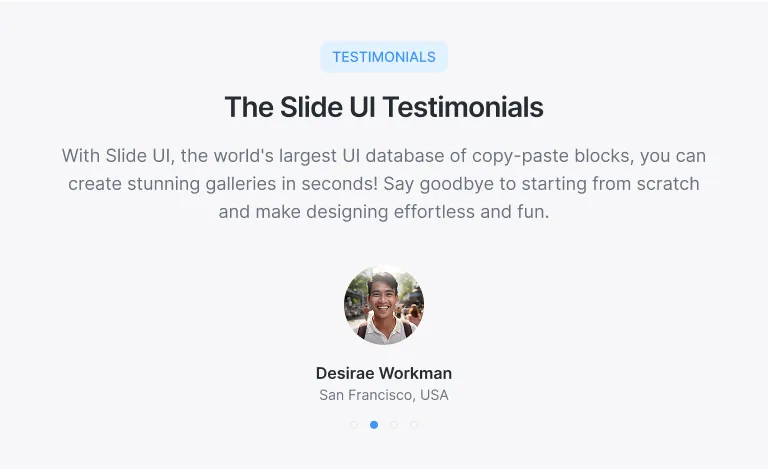 TESTIMONIALS
The Slide UI Testimonials
With Slide UI, the world's largest UI database of copy-paste blocks, you can
create stunning galleries in seconds! Say goodbye to starting from scratch
and make designing effortless and fun.
Desirae Workman
San Francisco, USA